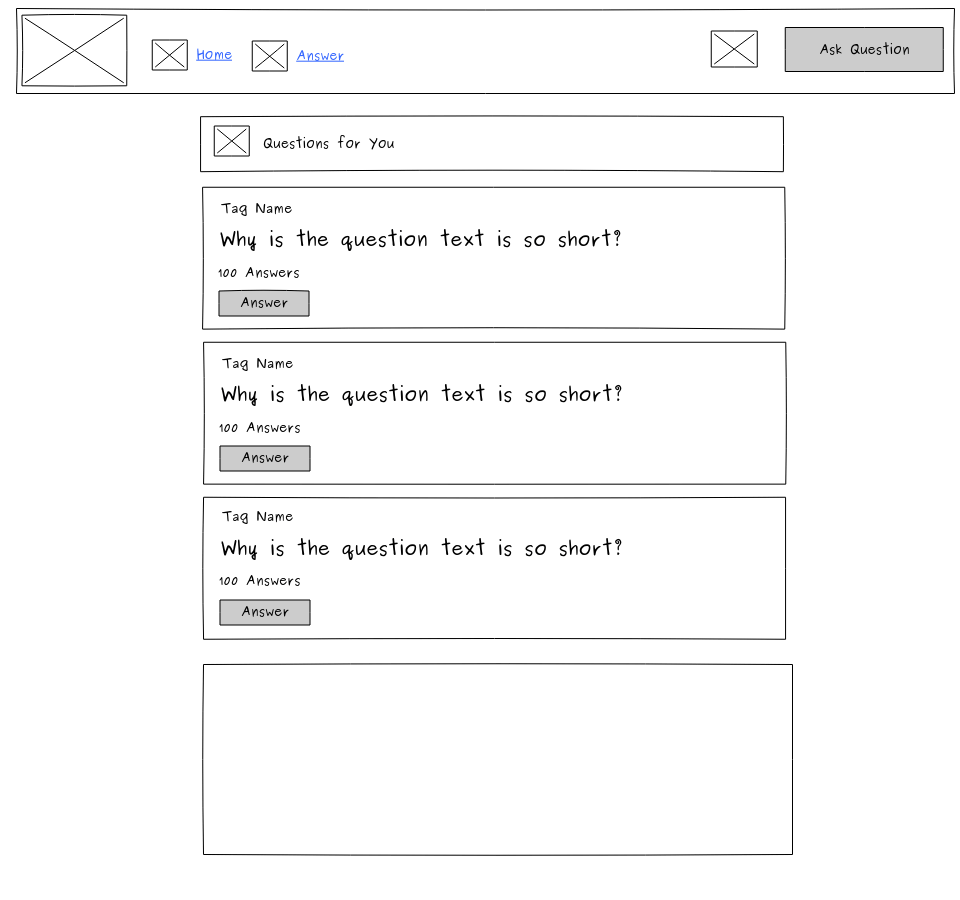 Home
Answer
Ask Question
Questions for You
Tag Name
Why is the question text is so short?
100 Answers
Answer
Tag Name
Why is the question text is so short?
100 Answers
Answer
Tag Name
Why is the question text is so short?
100 Answers
Answer